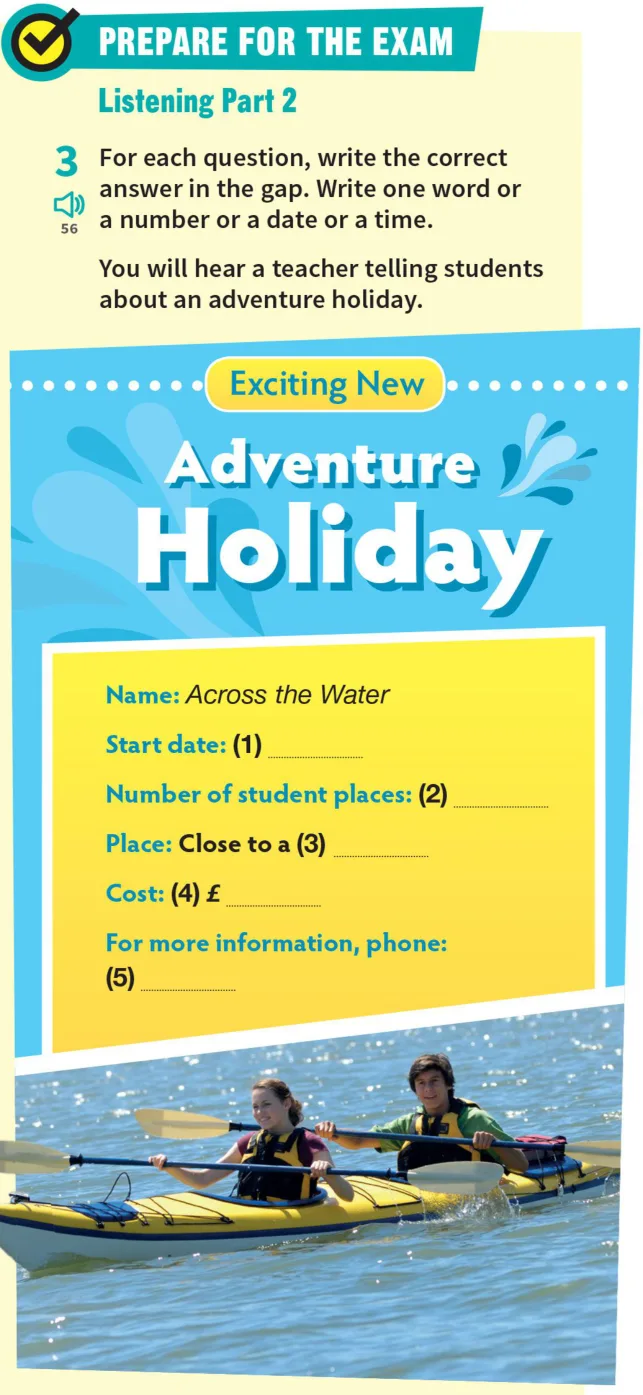 PREPARE FOR THE EXAM
Listening Part 2
3 For each question, write the correct
answer in the gap. Write one word or
56 a number or a date or a time.
You will hear a teacher telling students
about an adventure holiday.
Exciting New
Adventure
Holiday
Name: Across the Water
Start date: (1)
Number of student places: (2)
Place: Close to a (3)
Cost: (4) £
For more information, phone:
(5)